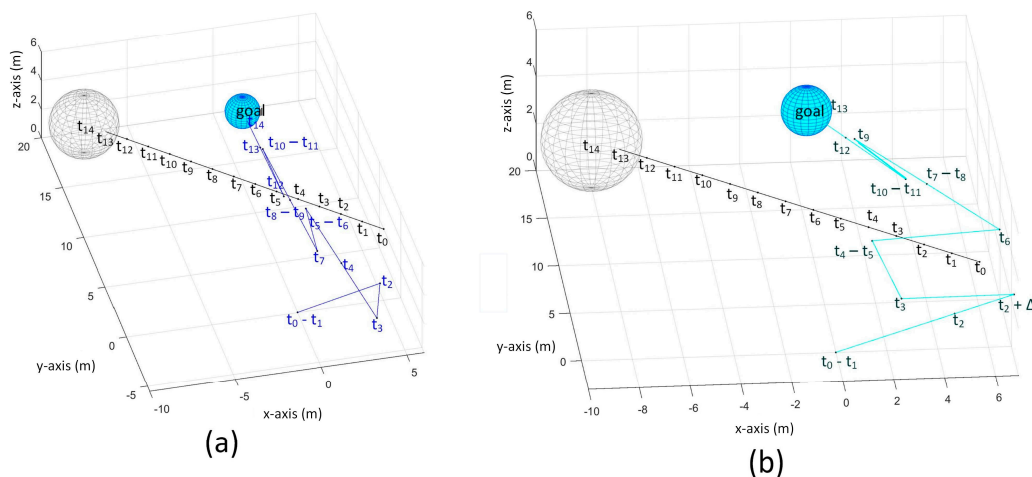 6
4
2
0
z-axis (m)
20
15
10
5
0
-5
y-axis (m)
-10
-5
0
5
x-axis (m)
goal
t14
t13
t12
t11
t10
t9
t8
t7
t6
t5
t4
t3
t2
t1
t0
t14
t13
t10 – t11
t12
t8 – t9
t5 – t6
t7
t4
t2
t3
t0 - t1
(a)
6
4
2
0
z-axis (m)
20
15
10
5
0
y-axis (m)
-10
-8
-6
-4
-2
0
2
4
6
x-axis (m)
goal
t14
t13
t12
t11
t10
t9
t8
t7
t6
t5
t4
t3
t2
t1
t0
t13
t9
t12
t7 – t8
t10 – t11
t6
t4 – t5
t3
t2 + Δ
t2
t0 - t1
(b)